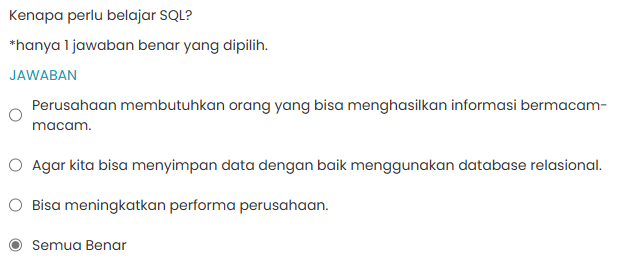 Kenapa perlu belajar SQL?
*hanya 1 jawaban benar yang dipilih.
JAWABAN
Perusahaan membutuhkan orang yang bisa menghasilkan informasi bermacam-
macam.
Agar kita bisa menyimpan data dengan baik menggunakan database relasional.
Bisa meningkatkan performa perusahaan.
Semua Benar